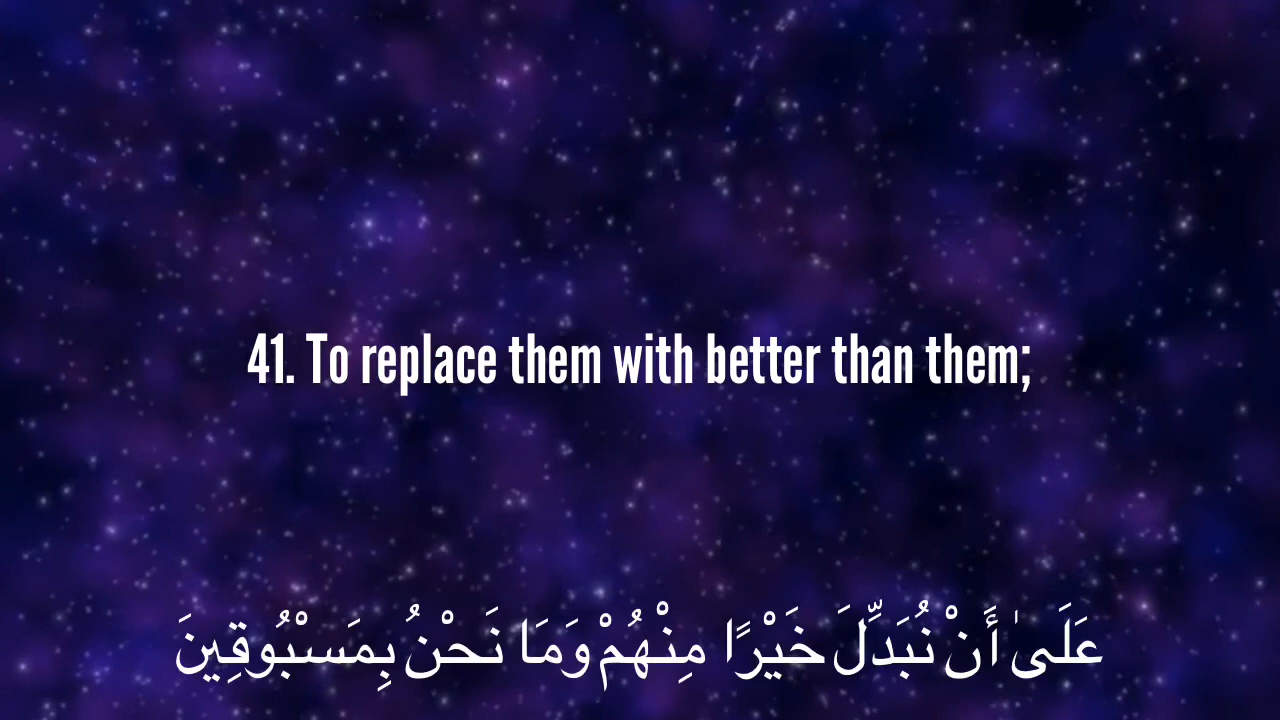 41. To replace them with better than them;
عَلَىٰ أَنْ نُبَدِّلَ خَيْرًا مِنْهُمْ وَمَا نَحْنُ بِمَسْبُوقِينَ